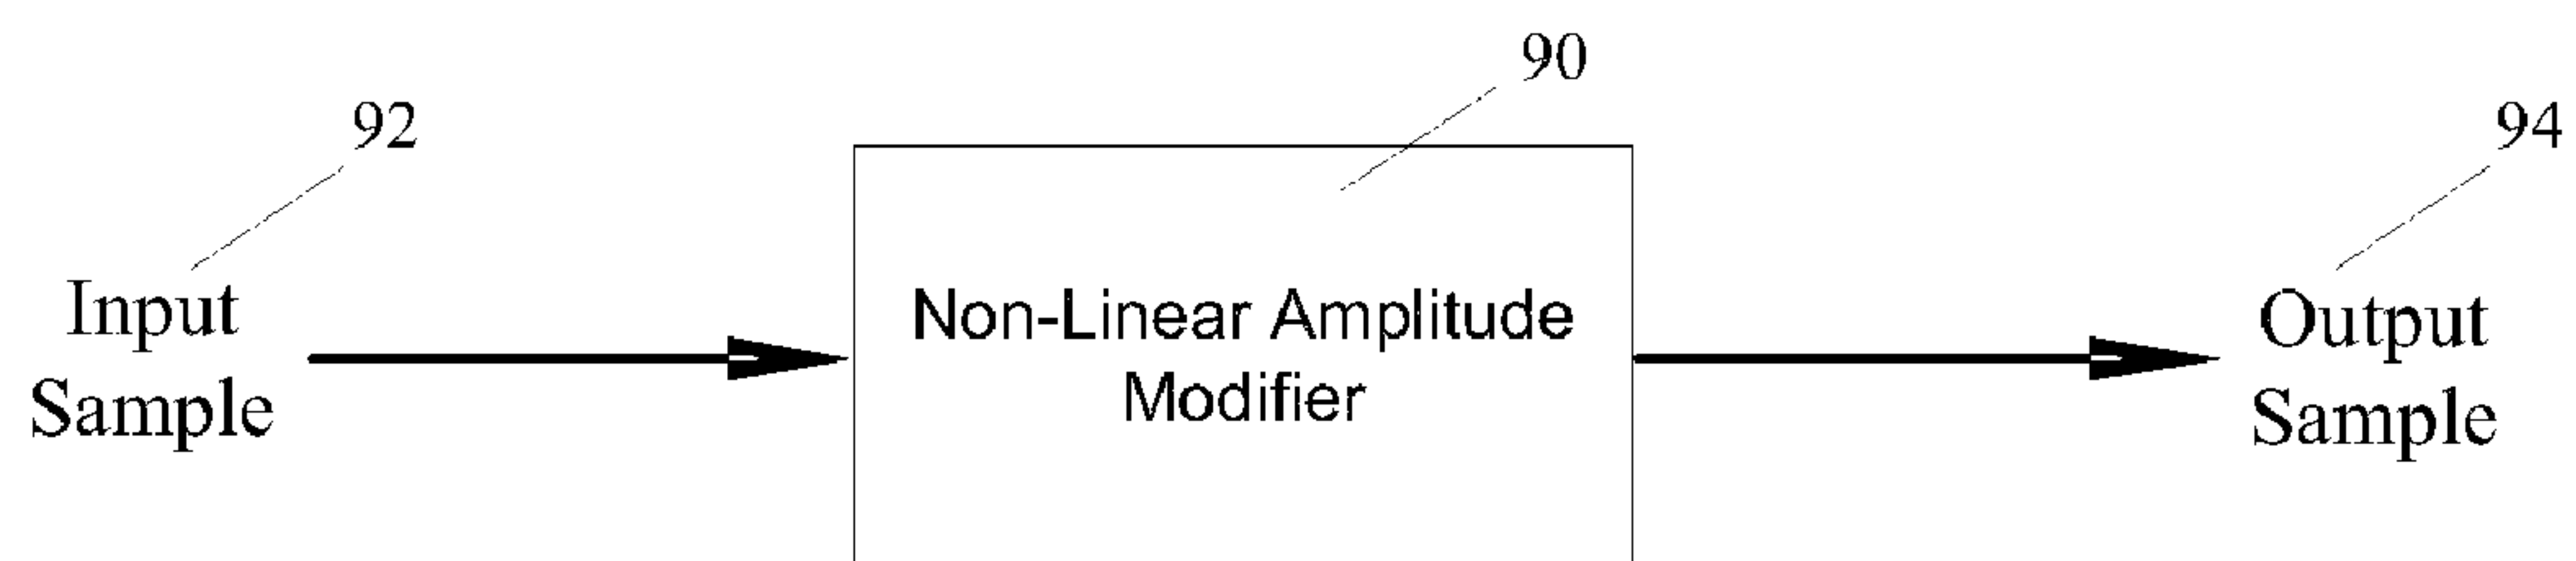 90
92
94
Input
Sample
Non-Linear Amplitude
Modifier
Output
Sample